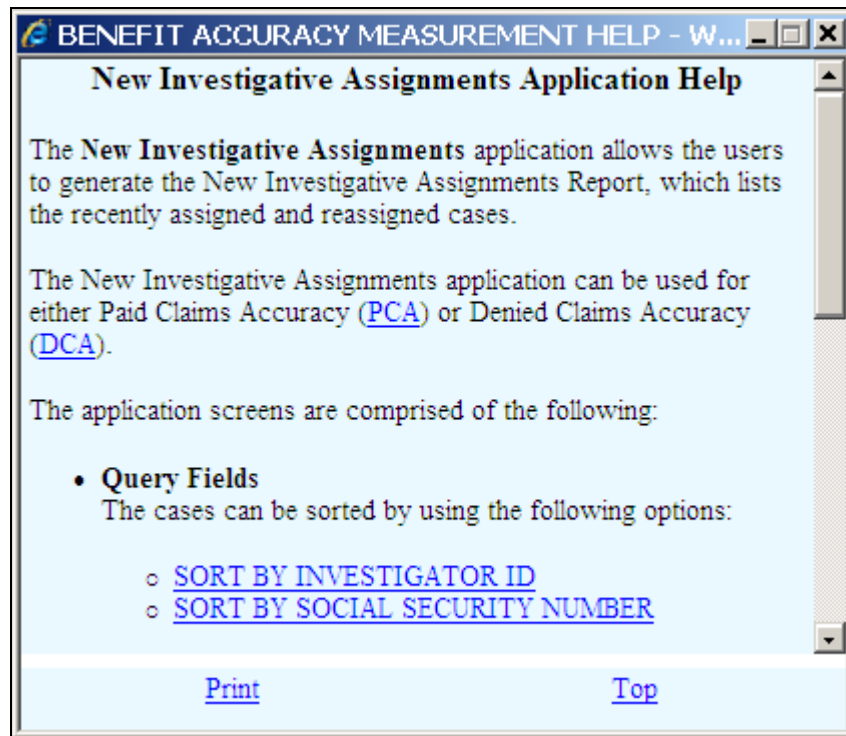 BENEFIT ACCURACY MEASUREMENT HELP - W...
New Investigative Assignments Application Help
The New Investigative Assignments application allows the users
to generate the New Investigative Assignments Report, which lists
the recently assigned and reassigned cases.
The New Investigative Assignments application can be used for
either Paid Claims Accuracy (PCA) or Denied Claims Accuracy
(DCA).
The application screens are comprised of the following:
• Query Fields
The cases can be sorted by using the following options:
o SORT BY INVESTIGATOR ID
o SORT BY SOCIAL SECURITY NUMBER
Print Top